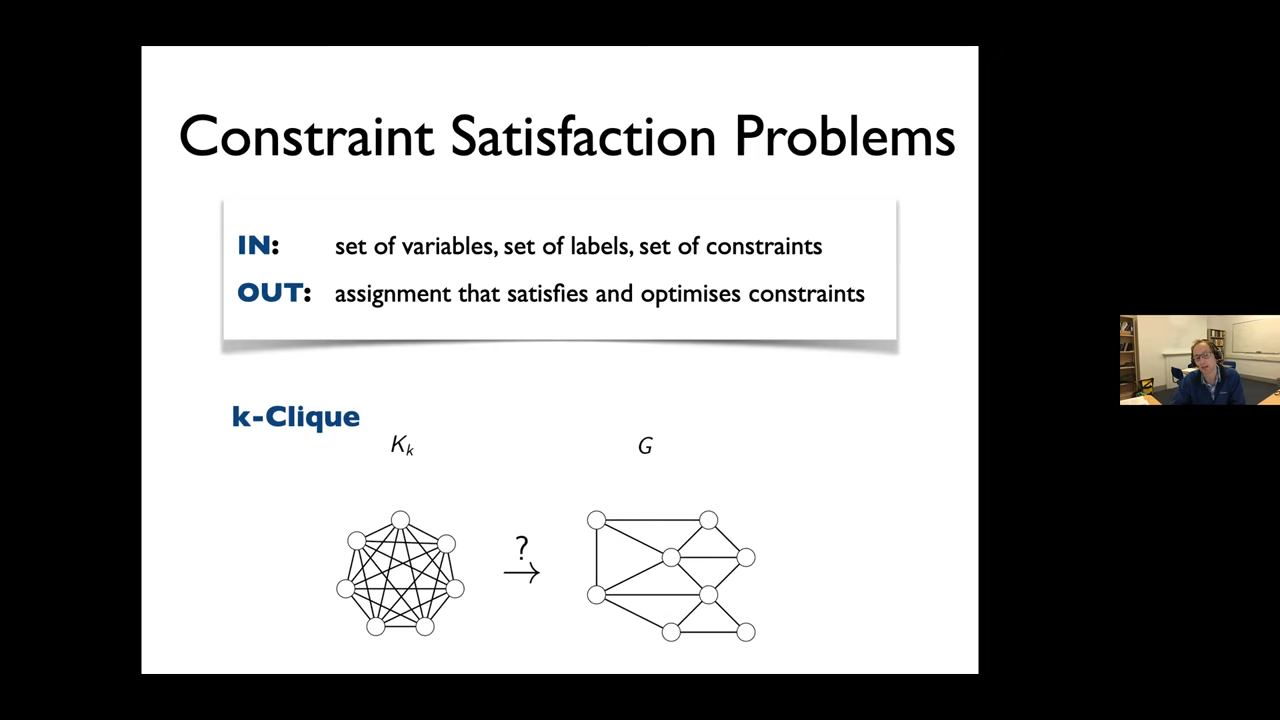 Constraint Satisfaction Problems
IN: set of variables, set of labels, set of constraints
OUT: assignment that satisfies and optimises constraints
k-Clique
Kₖ G
?